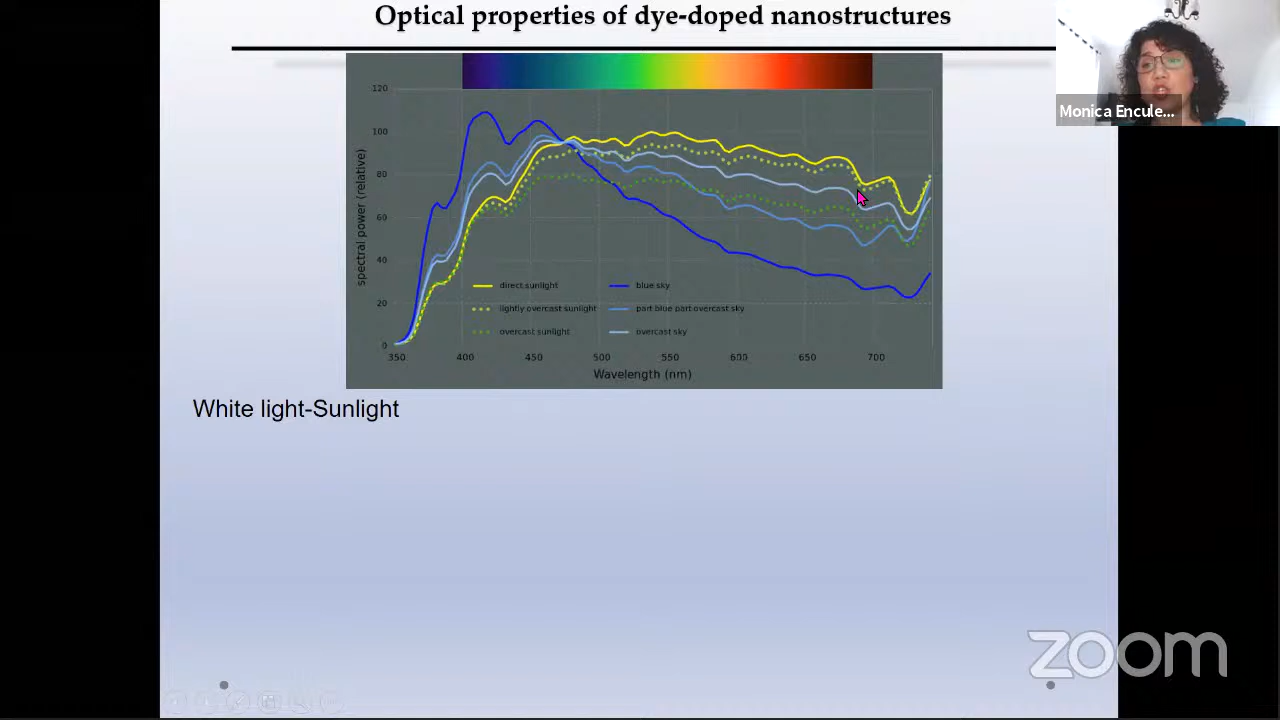 Optical properties of dye-doped nanostructures
Monica Encule...
120
100
80
60
40
20
0
spectral power (relative)
direct sunlight
lightly overcast sunlight
overcast sunlight
blue sky
part blue part overcast sky
overcast sky
350 400 450 500 550 600 650 700
Wavelength (nm)
White light-Sunlight
zoom